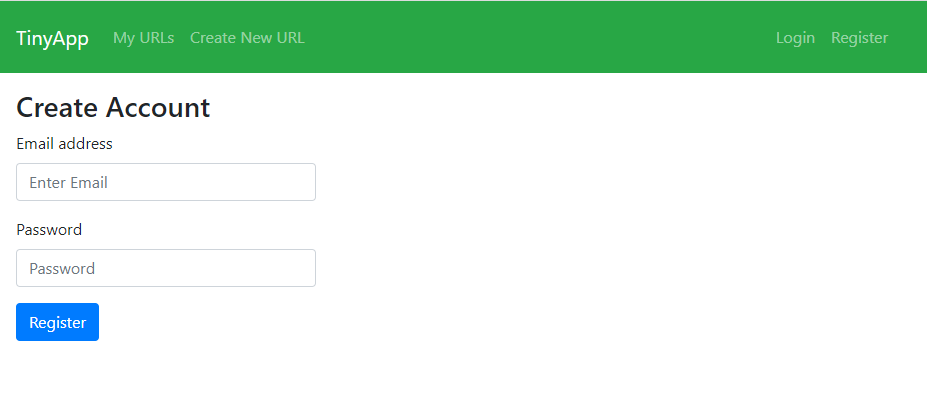 TinyApp My URLs Create New URL Login Register
Create Account
Email address
Enter Email
Password
Password
Register